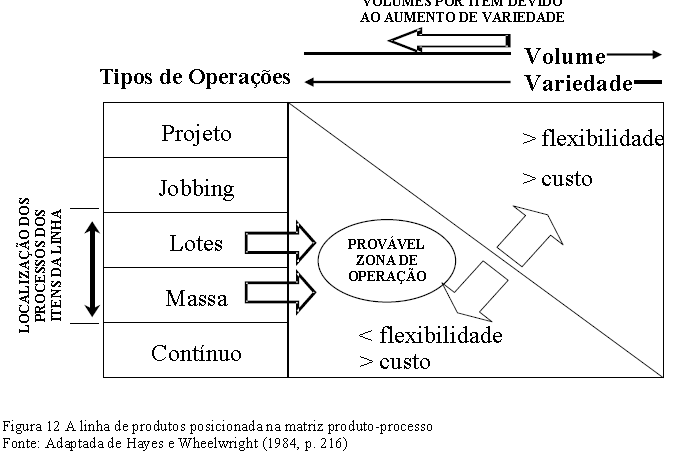 VOLUMES POR ITEM DEVIDO
AO AUMENTO DE VARIEDADE
Volume
Tipos de Operações
Variedade
Projeto
> flexibilidade
Jobbing
> custo
LOCALIZAÇÃO DOS
PROCESSOS DOS
ITENS DA LINHA
Lotes
PROVÁVEL
ZONA DE
OPERAÇÃO
Massa
< flexibilidade
> custo
Contínuo
Figura 12 A linha de produtos posicionada na matriz produto-processo
Fonte: Adaptada de Hayes e Wheelwright (1984, p. 216)